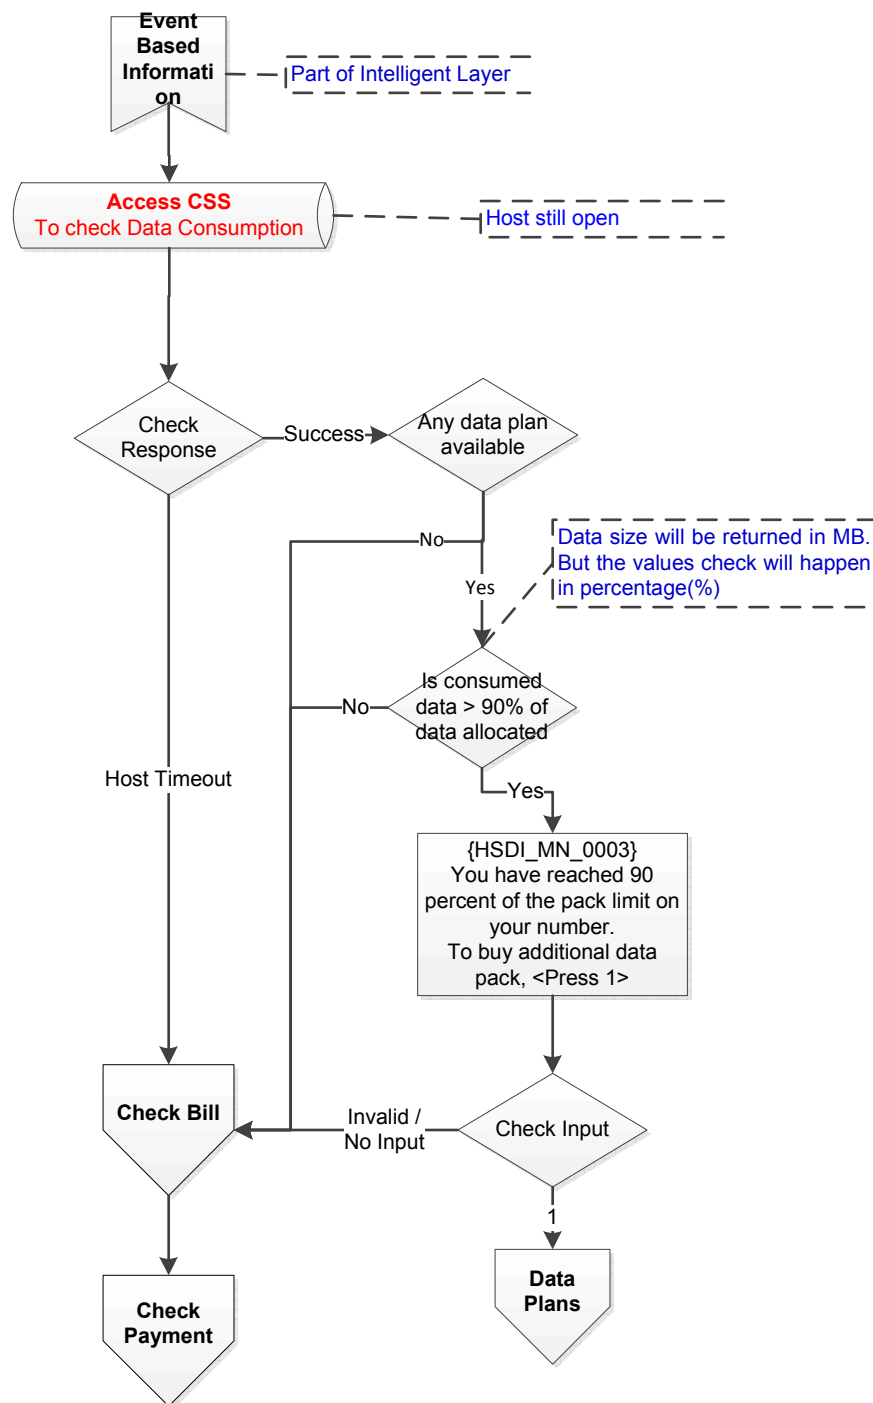 Event
Based
Informati
on
Part of Intelligent Layer
Access CSS
To check Data Consumption
Host still open
Check
Response
Success
Any data plan
available
No
Yes
Data size will be returned in MB.
But the values check will happen
in percentage(%)
Is consumed
data > 90% of
data allocated
No
Yes
Host Timeout
{HSDI_MN_0003}
You have reached 90
percent of the pack limit on
your number.
To buy additional data
pack, <Press 1>
Check Bill
Invalid /
No Input
Check Input
1
Data
Plans
Check
Payment